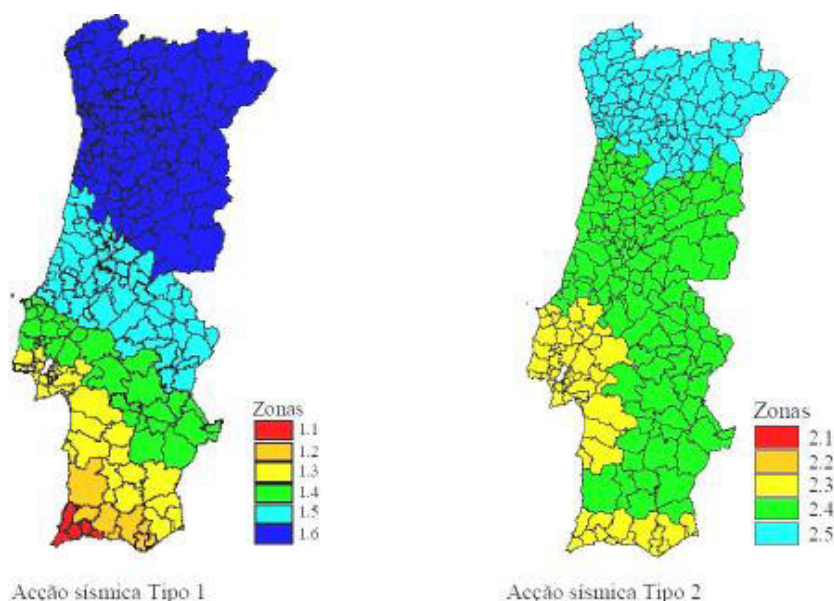 Zonas
1.1
1.2
1.3
1.4
1.5
1.6
Acção sísmica Tipo 1
Zonas
2.1
2.2
2.3
2.4
2.5
Acção sísmica Tipo 2